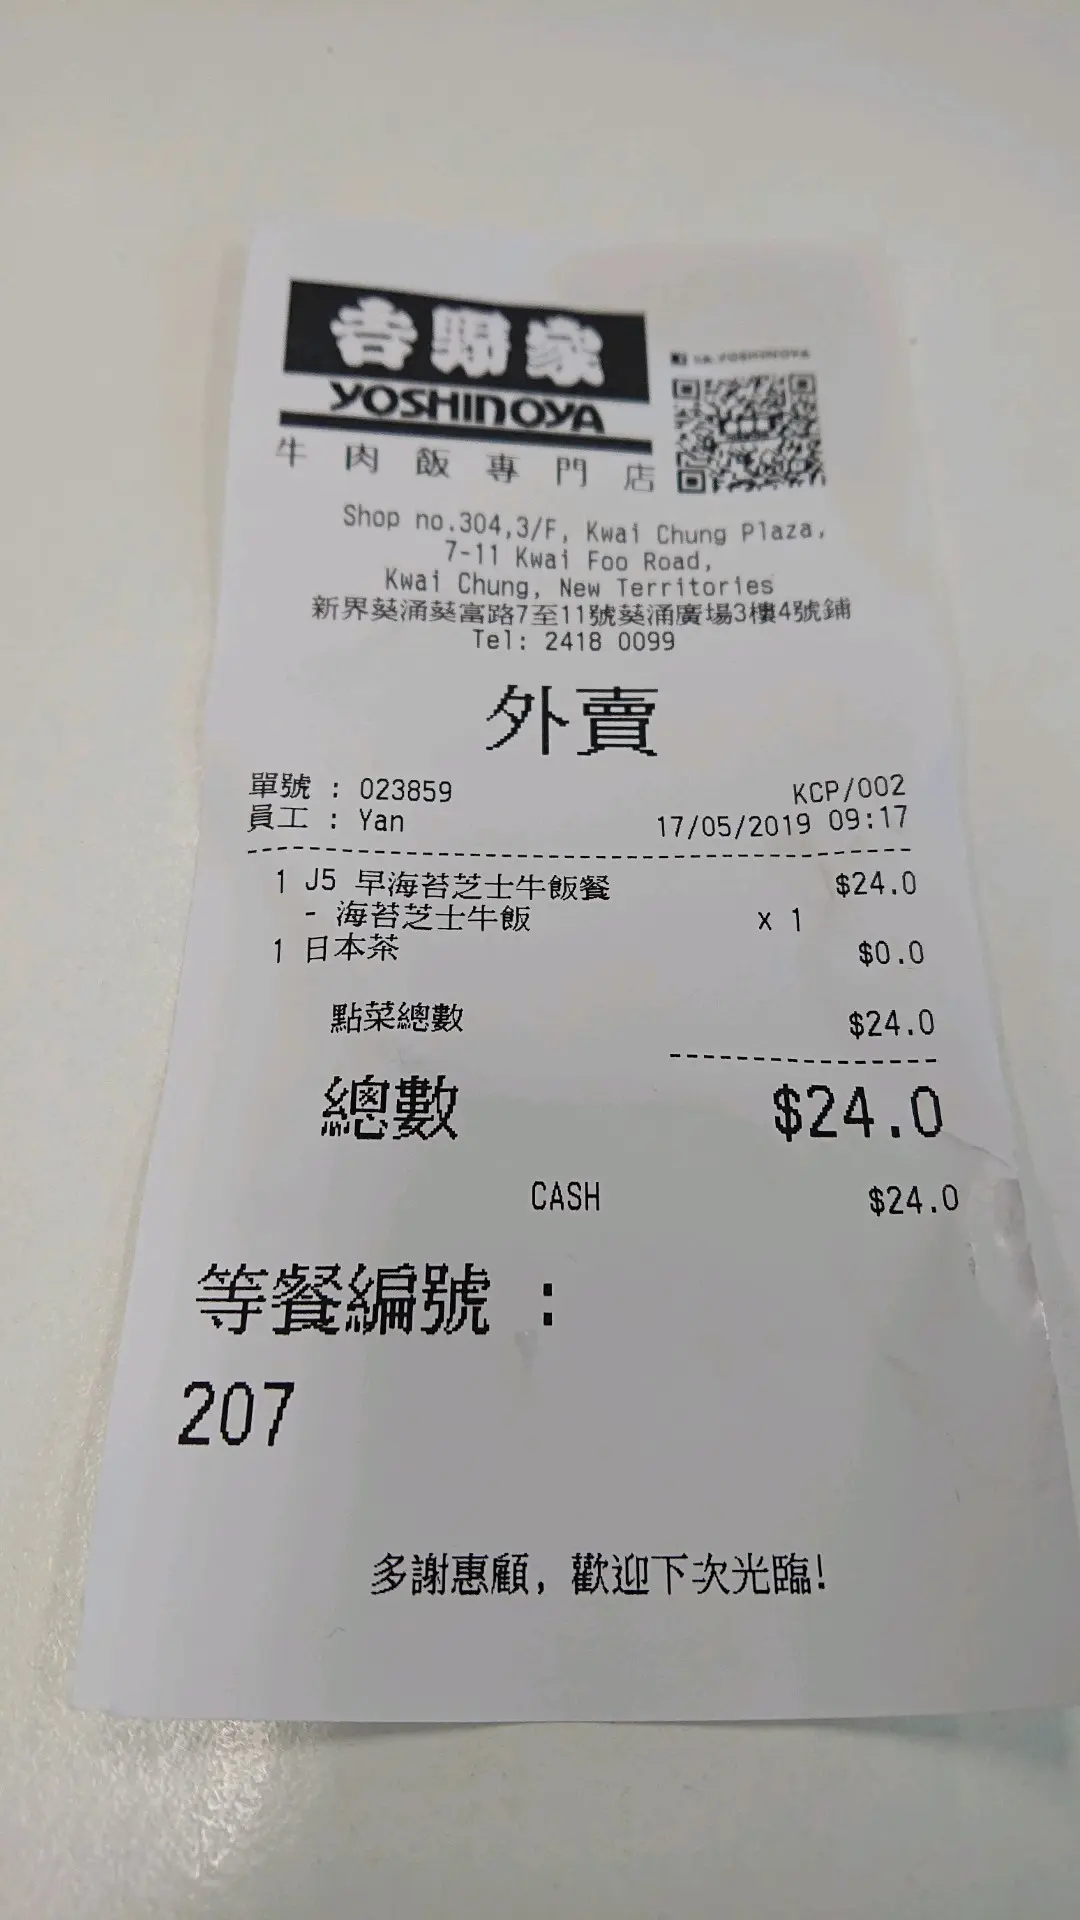 吉野家
YOSHINOYA
牛肉飯專門店
Shop no.304,3/F, Kwai Chung Plaza,
7-11 Kwai Foo Road,
Kwai Chung, New Territories
新界葵涌葵富路7至11號葵涌廣場3樓4號鋪
Tel: 2418 0099
外賣
單號 : 023859 KCP/002
員工 : Yan 17/05/2019 09:17
1 J5 早海苔芝士牛飯餐 $24.0
- 海苔芝士牛飯 x 1
1 日本茶 $0.0
點菜總數 $24.0
總數 $24.0
CASH $24.0
等餐編號 :
207
多謝惠顧, 歡迎下次光臨!